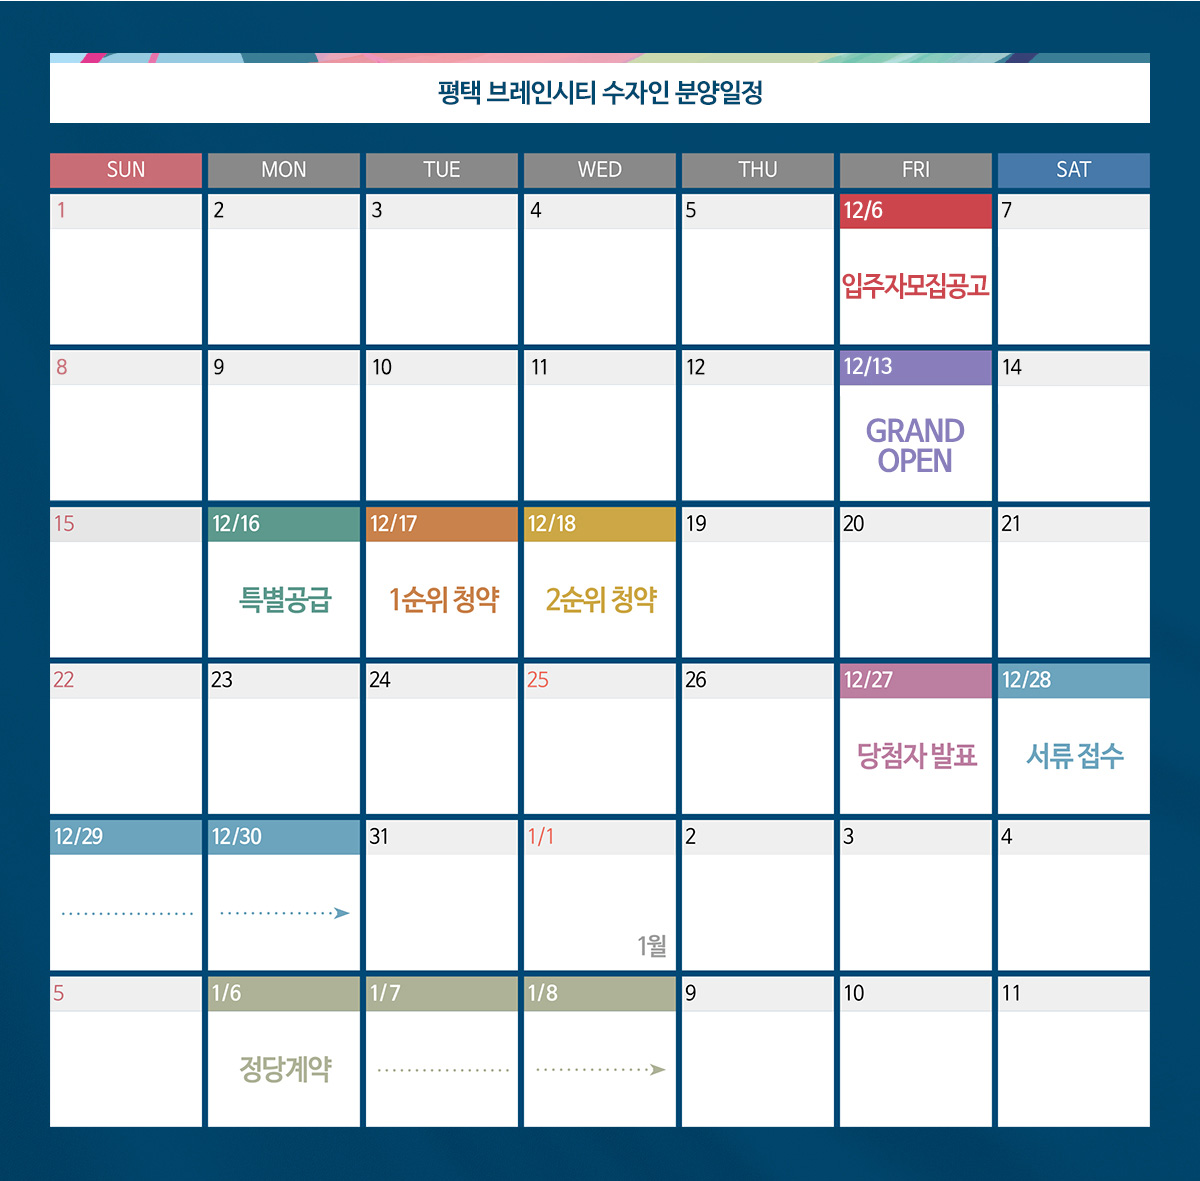 평택 브레인시티 수자인 분양일정
SUN MON TUE WED THU FRI SAT
1 2 3 4 5 12/6 7
입주자모집공고
8 9 10 11 12 12/13 14
GRAND
OPEN
15 12/16 12/17 12/18 19 20 21
특별공급 1순위 청약 2순위 청약
22 23 24 25 26 12/27 12/28
당첨자 발표 서류 접수
12/29 12/30 31 1/1 2 3 4
1월
5 1/6 1/7 1/8 9 10 11
정당계약